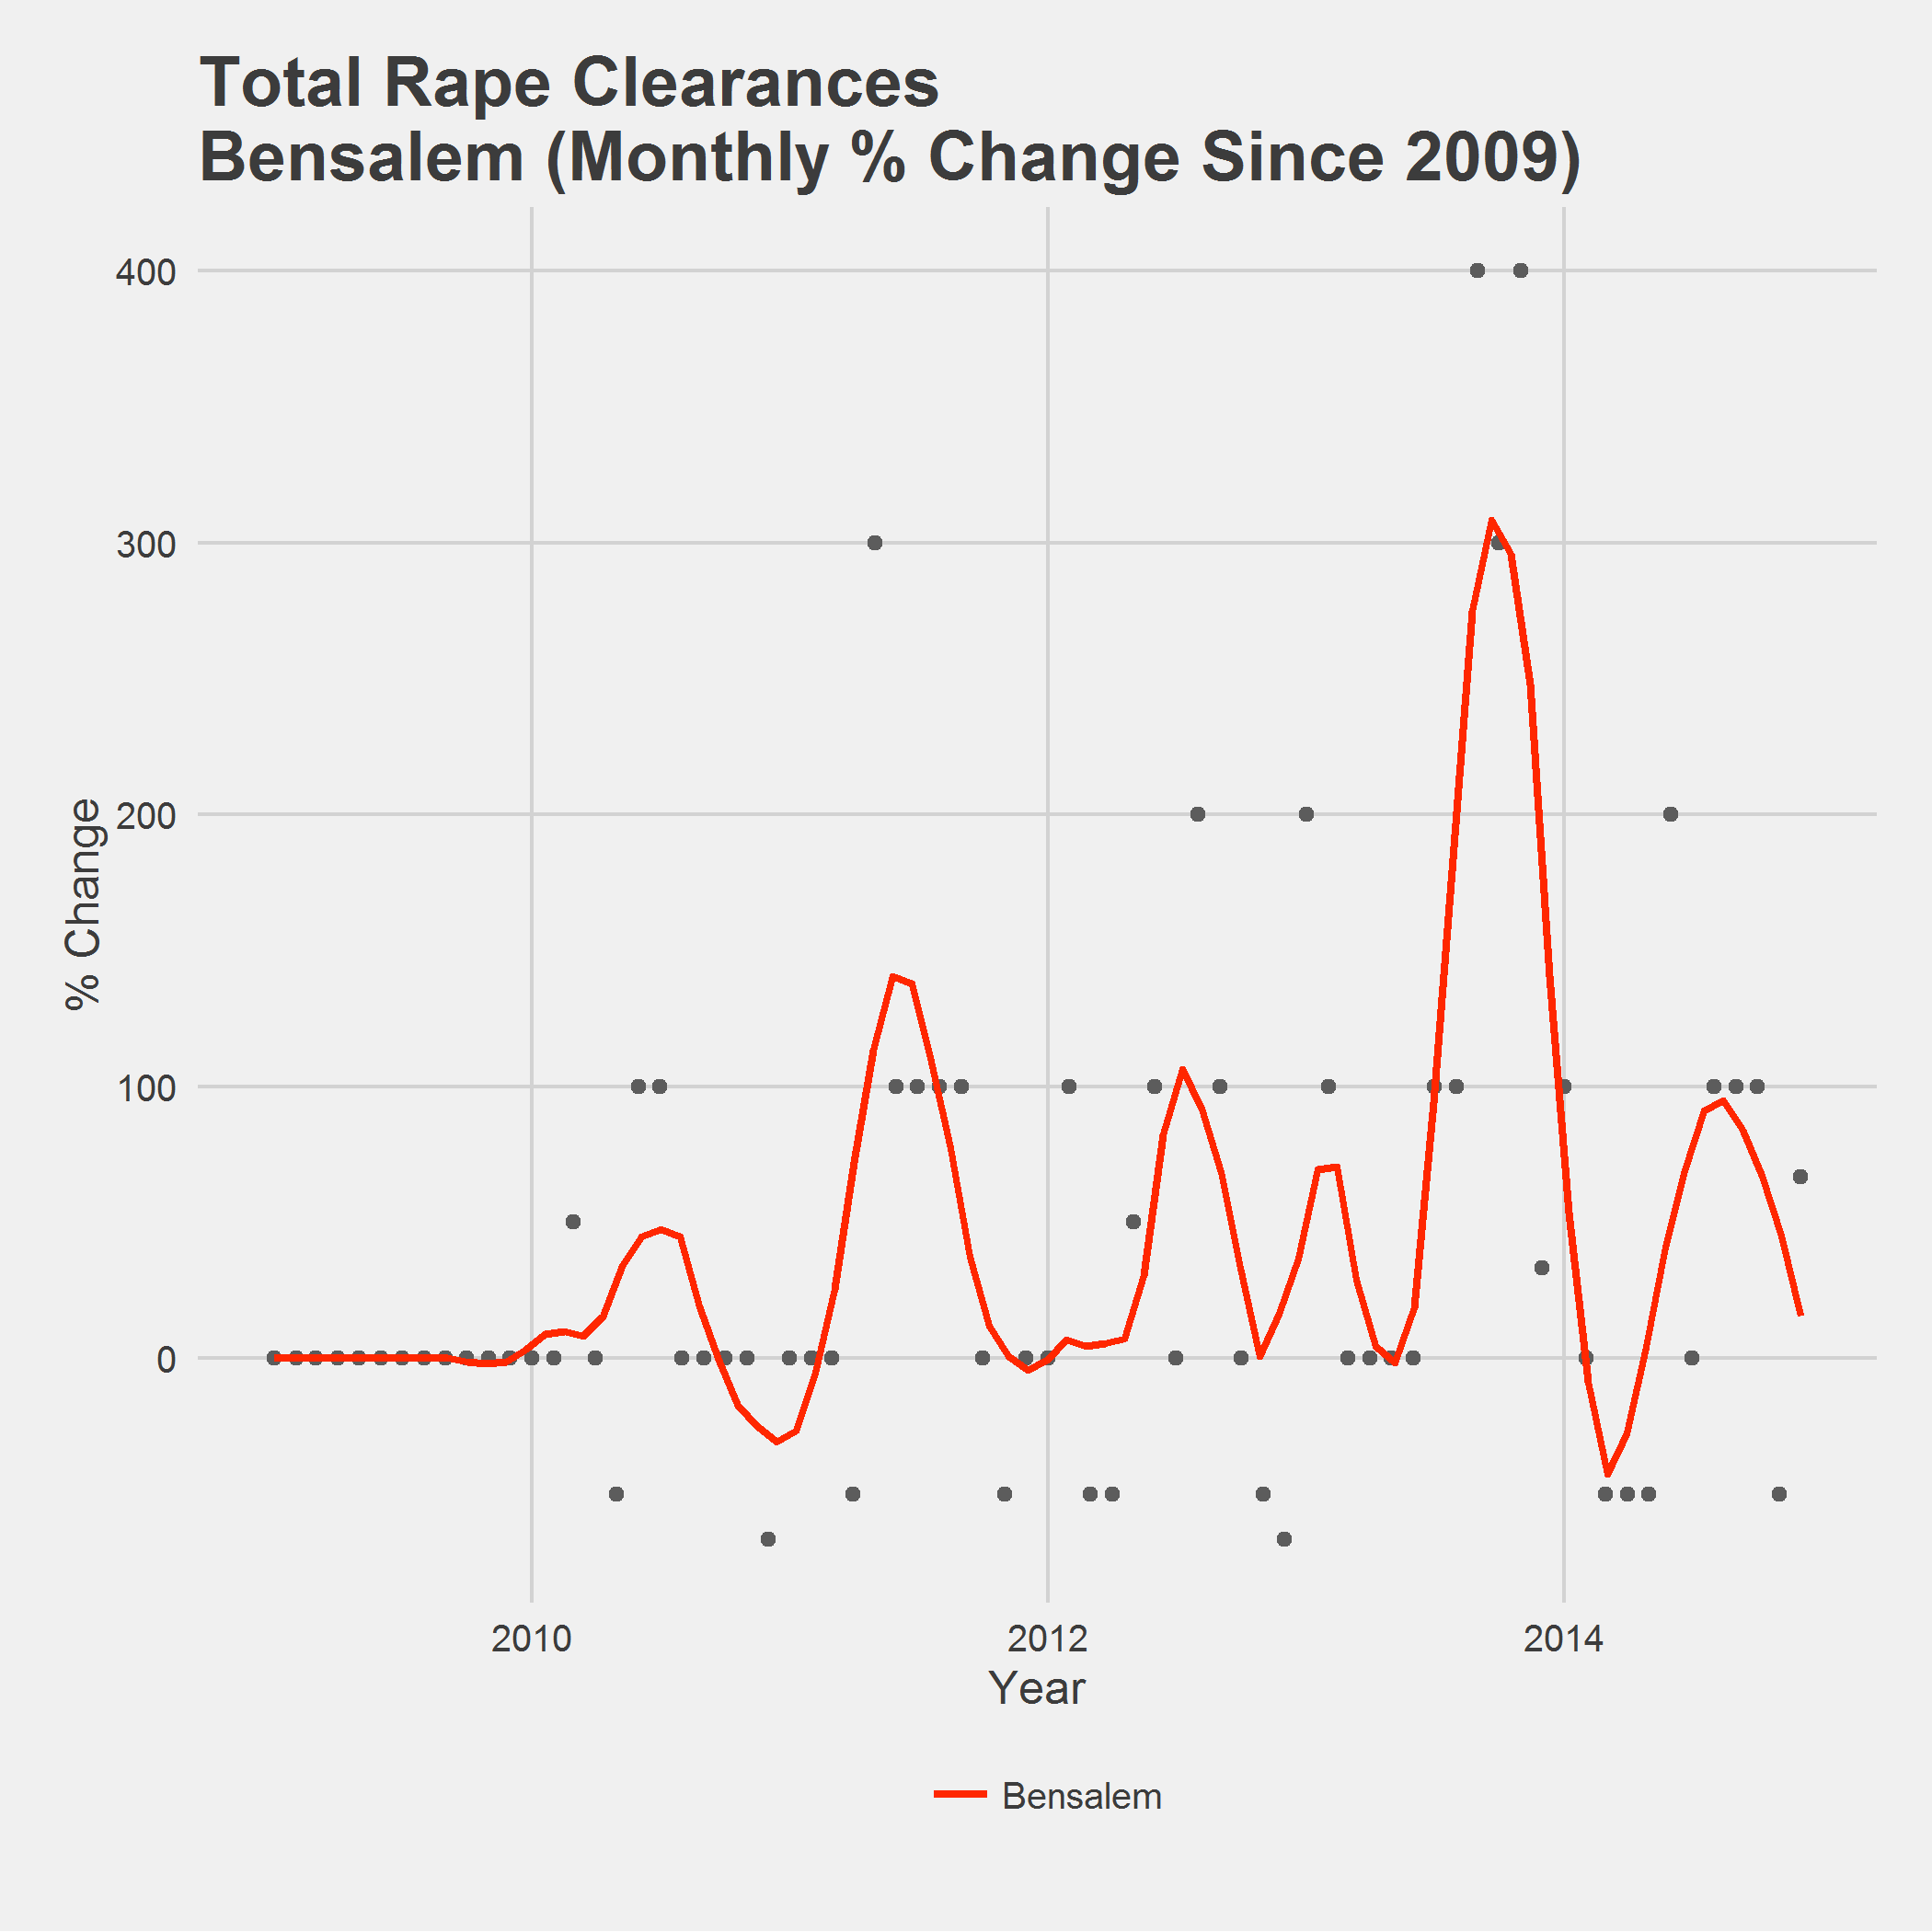 Total Rape Clearances
Bensalem (Monthly % Change Since 2009)
400
300
200
100
0
% Change
2010 2012 2014
Year
Bensalem